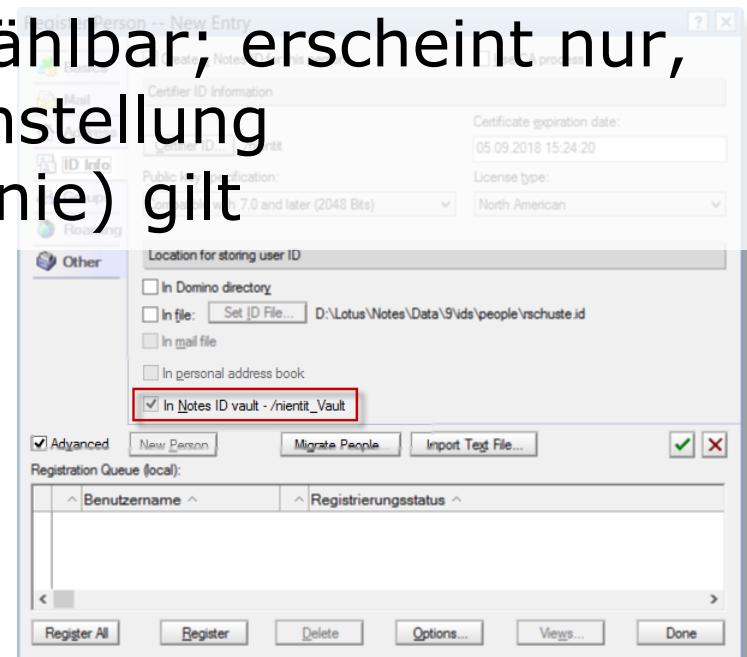 Register Person -- New Entry
ählbar; erscheint nur,
nstellung
nie) gilt
Basics
Mail
ID Info
Roaming
Other
Certifier ID Information
Certificate expiration date:
05.09.2018 15:24:20
Public key specification:
License type:
Compatible with 7.0 and later (2048 Bits)
North American
Location for storing user ID
In Domino directory
In file: Set ID File... D:\Lotus\Notes\Data\9\ids\people\rschuste.id
In mail file
In personal address book
In Notes ID vault - /nientit_Vault
Advanced New Person Migrate People... Import Text File...
Registration Queue (local):
Benutzername Registrierungsstatus
Register All Register Delete Options... Views... Done